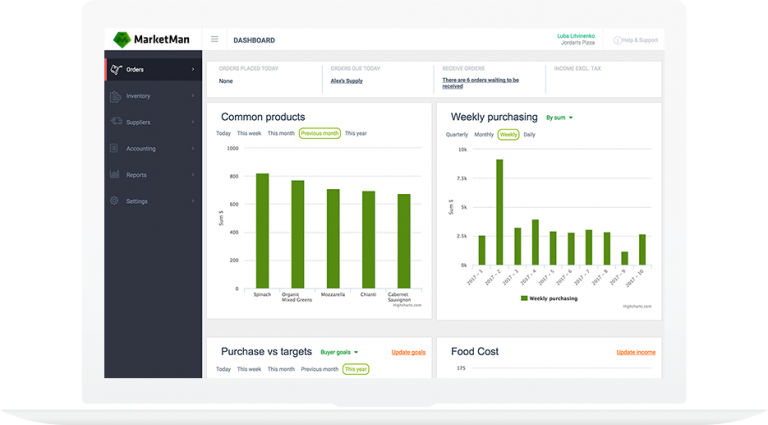 MarketMan
DASHBOARD
Luba Litvinenko
Jorden's Pizza
Help & Support
Orders
Inventory
Suppliers
Accounting
Reports
Settings
ORDERS PLACED TODAY
None
ORDERS DUE TODAY
Alex's Supply
RECEIVE ORDERS
There are 6 orders waiting to be
received
INCOME EXCL. TAX
Common products
Today This week This month Previous month This year
1000
800
600
400
200
0
Sum $
Spinach
Organic
Mixed Greens
Mozzarella
Chianti
Cabernet
Sauvignon
Highcharts.com
Weekly purchasing By sum
Quarterly Monthly Weekly Daily
10k
7.5k
5k
2.5k
0k
Sum $
2017 - 1
2017 - 2
2017 - 3
2017 - 4
2017 - 5
2017 - 6
2017 - 7
2017 - 8
2017 - 9
2017 - 10
Weekly purchasing
Highcharts.com
Purchase vs targets Buyer goals Update goals
Today This week This month Previous month This year
Food Cost Update income
175